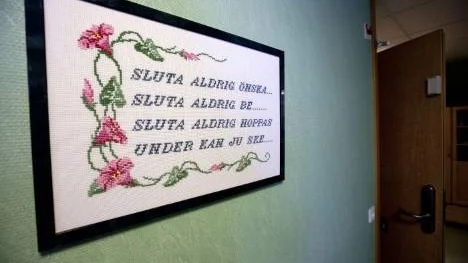 SLUTA ALDRIG ÖNSKA...
SLUTA ALDRIG BE......
SLUTA ALDRIG HOPPAS
UNDER KAN JU SKE....